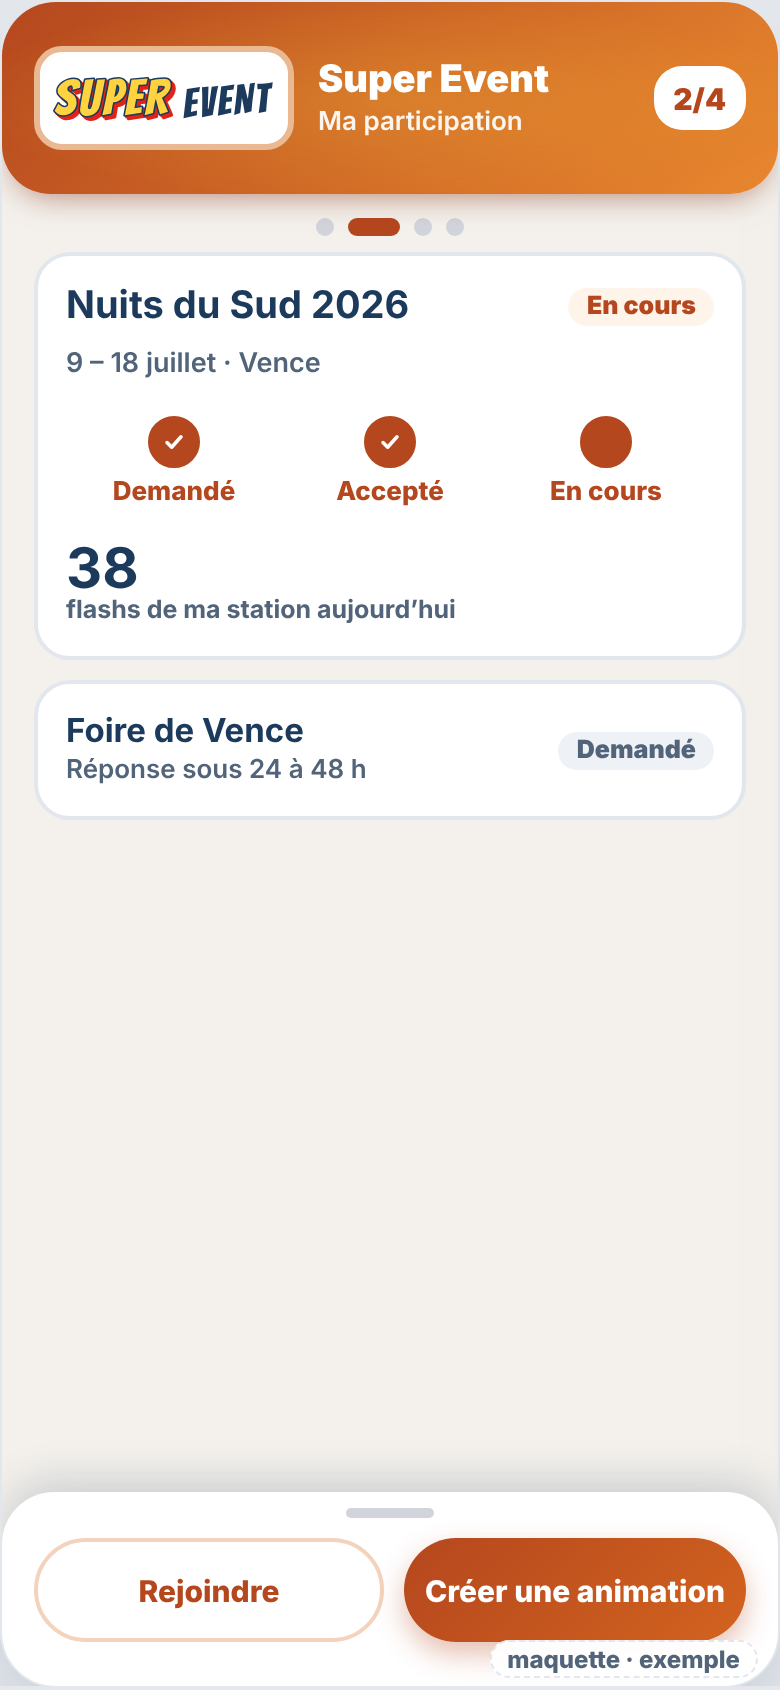 SUPER EVENT
Super Event
Ma participation
2/4
Nuits du Sud 2026
En cours
9 – 18 juillet · Vence
Demandé
Accepté
En cours
38
flashs de ma station aujourd’hui
Foire de Vence
Réponse sous 24 à 48 h
Demandé
Rejoindre
Créer une animation
maquette · exemple